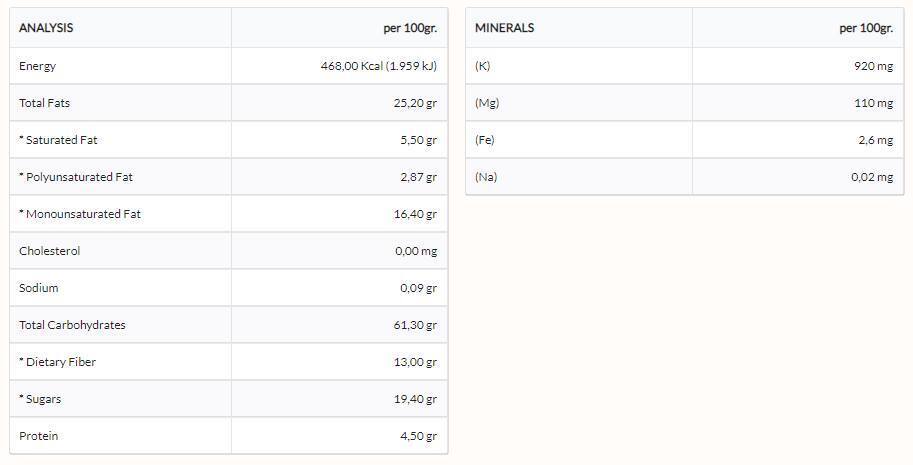 ANALYSIS per 100gr.
Energy 468,00 Kcal (1.959 kJ)
Total Fats 25,20 gr
* Saturated Fat 5,50 gr
* Polyunsaturated Fat 2,87 gr
* Monounsaturated Fat 16,40 gr
Cholesterol 0,00 mg
Sodium 0,09 gr
Total Carbohydrates 61,30 gr
* Dietary Fiber 13,00 gr
* Sugars 19,40 gr
Protein 4,50 gr
MINERALS per 100gr.
(K) 920 mg
(Mg) 110 mg
(Fe) 2,6 mg
(Na) 0,02 mg